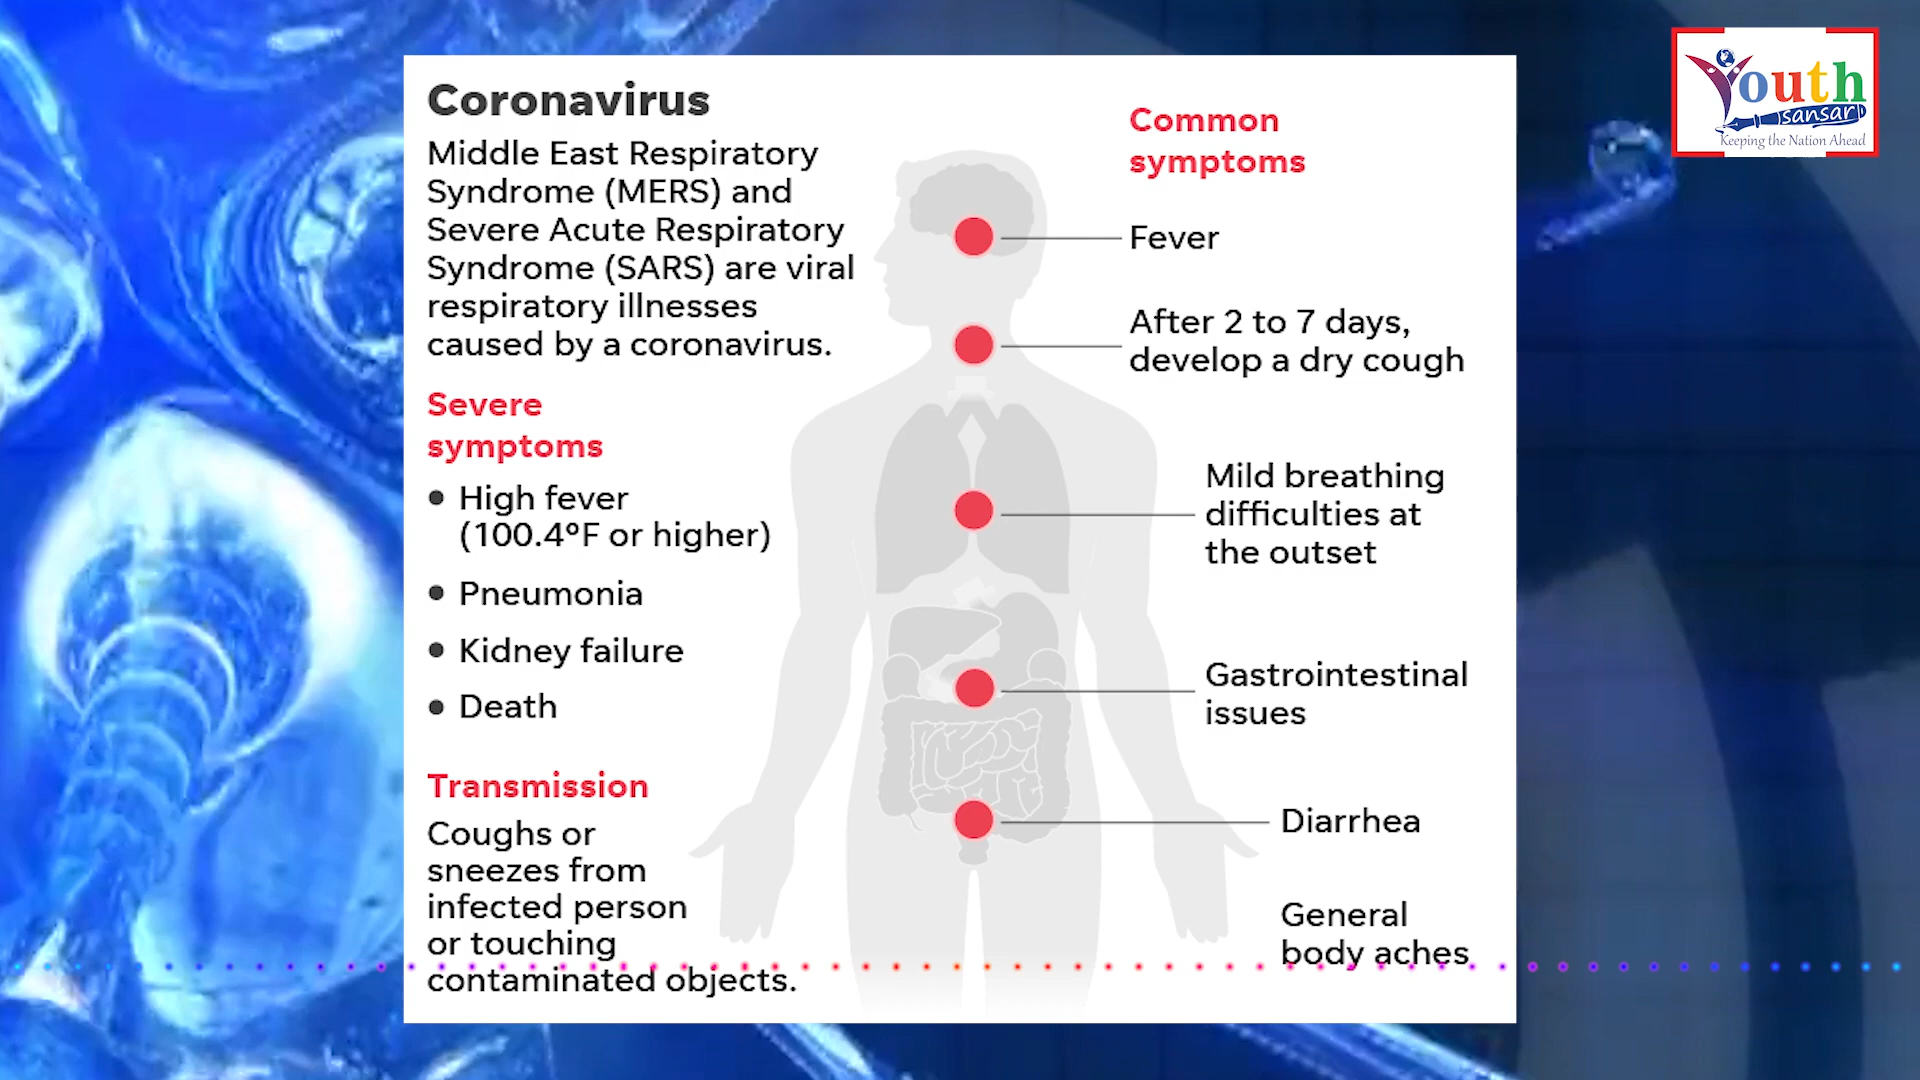 Coronavirus
Middle East Respiratory
Syndrome (MERS) and
Severe Acute Respiratory
Syndrome (SARS) are viral
respiratory illnesses
caused by a coronavirus.
Severe
symptoms
• High fever
(100.4°F or higher)
• Pneumonia
• Kidney failure
• Death
Transmission
Coughs or
sneezes from
infected person
or touching
contaminated objects.
Common
symptoms
Fever
After 2 to 7 days,
develop a dry cough
Mild breathing
difficulties at
the outset
Gastrointestinal
issues
Diarrhea
General
body aches
Youth
Sansar
Keeping the Nation Ahead